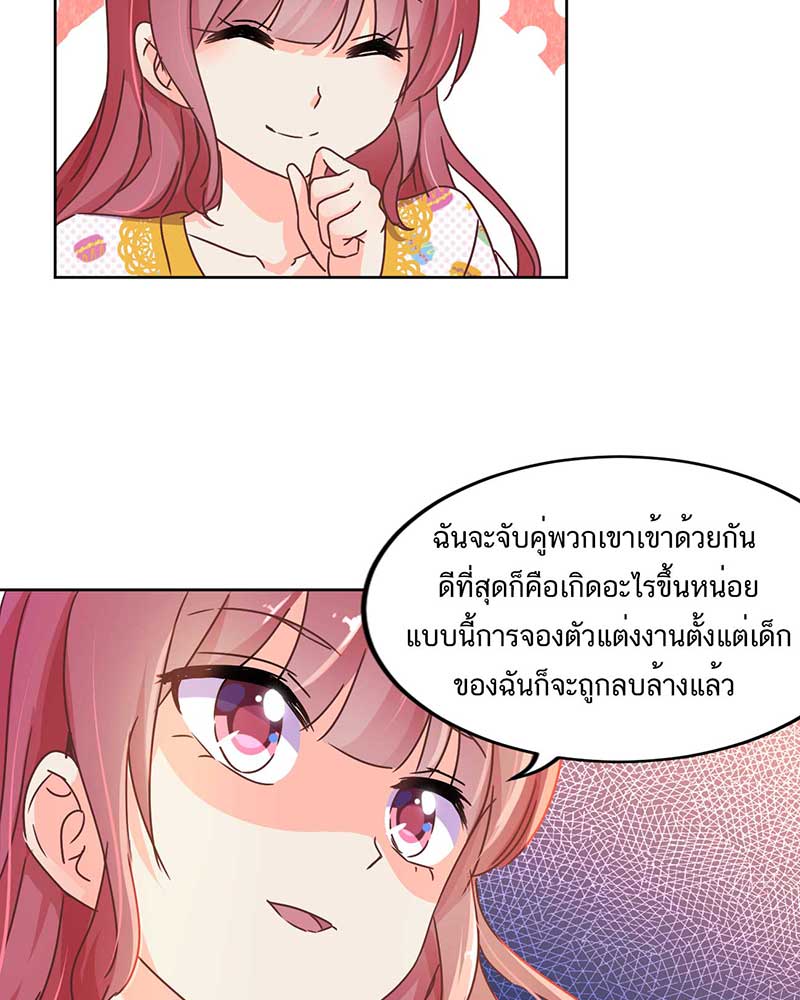 ฉันจะจับคู่พวกเขาเข้าด้วยกัน
ดีที่สุดก็คือเกิดอะไรขึ้นหน่อย
แบบนี้การจองตัวแต่งงานตั้งแต่เด็ก
ของฉันก็จะถูกลบล้างแล้ว